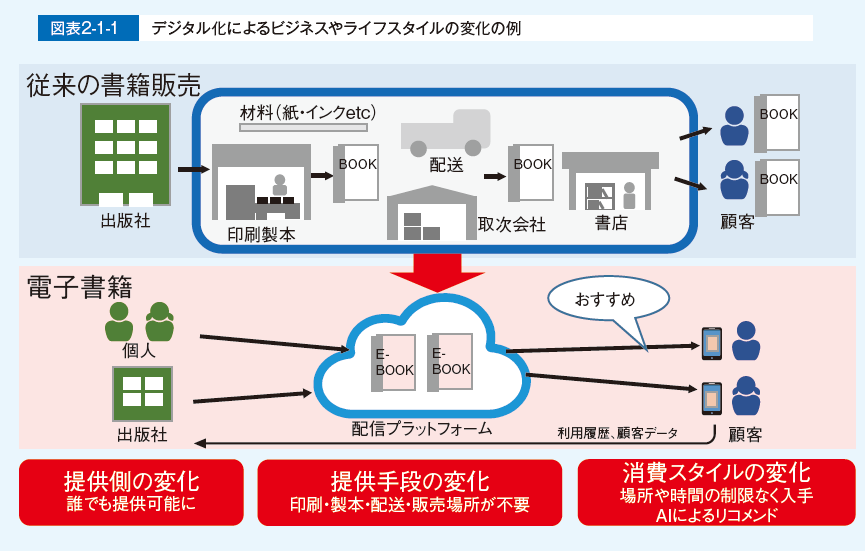 図表2-1-1 デジタル化によるビジネスやライフスタイルの変化の例
従来の書籍販売
材料（紙・インクetc）
BOOK
配送
BOOK
BOOK
BOOK
出版社
印刷製本
取次会社
書店
顧客
電子書籍
おすすめ
個人
E-
BOOK
E-
BOOK
出版社
配信プラットフォーム
利用履歴、顧客データ
顧客
提供側の変化
誰でも提供可能に
提供手段の変化
印刷・製本・配送・販売場所が不要
消費スタイルの変化
場所や時間の制限なく入手
AIによるリコメンド